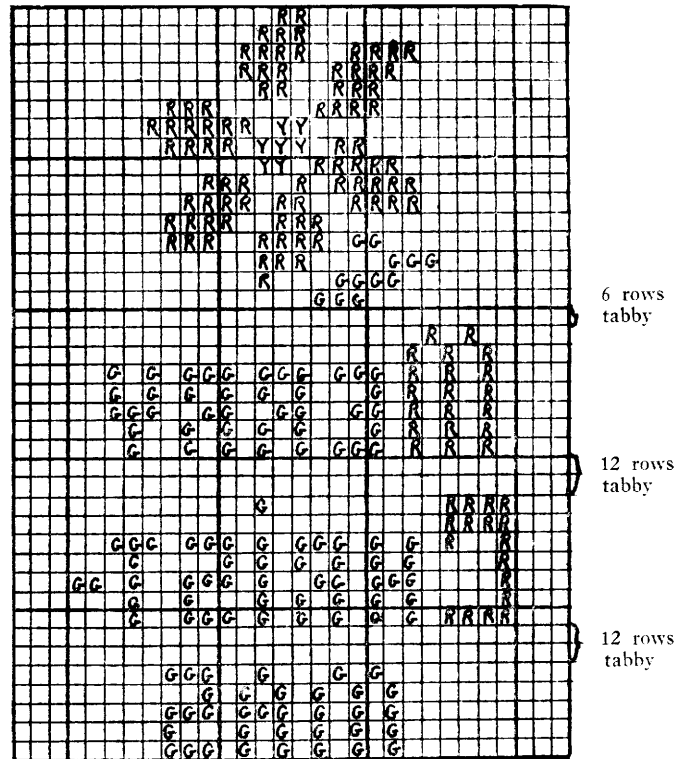 R R
R R R
R R R R R R R R
R R R R R R R
R R R R R
R R R R R R R
R R R R R R Y Y
R R R R Y Y Y R R
Y Y R R R R R
R R R R R R R R R
R R R R R R R R R R
R R R R R R R
R R R R R R R G G
R R R G G G
R G G G G
G G G
6 rows
tabby
R R
R R R
G G G G G G G G G G G R R R
G G G G G G G R R R
G G G G G G G G G R R R
G G G G G G R R R
G G G G G G G G R R R
12 rows
tabby
G R R R R
R R R R
G G G G G G G G G G G G R R
G G G G G G G R
G G G G G G G G G G G G R
G G G G G G G R
G G G G G G G G G R R R R
12 rows
tabby
G G G G G G
G G G G G G
G G G G G G G G G
G G G G G G
G G G G G G G G